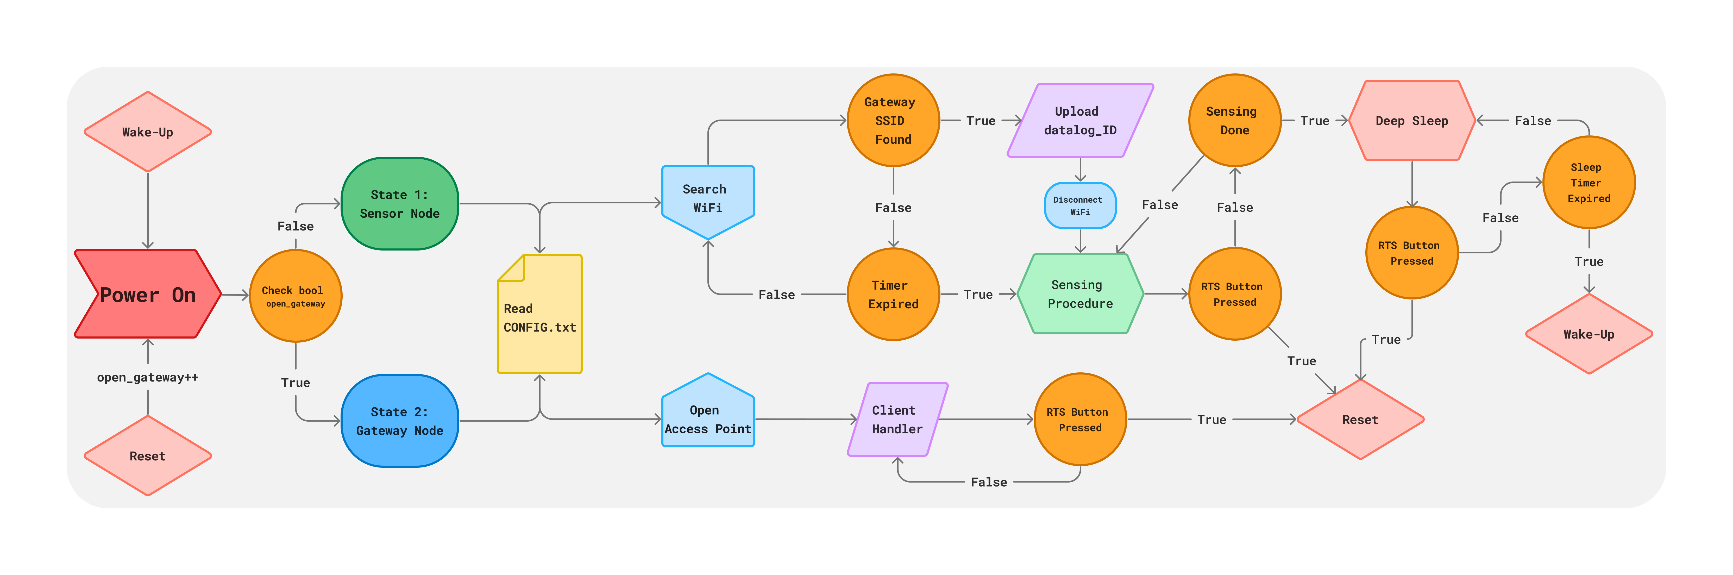 Wake-Up
Power On
open_gateway++
Reset
Check bool
open_gateway
False
True
State 1:
Sensor Node
State 2:
Gateway Node
Read
CONFIG.txt
Search
WiFi
Open
Access Point
Gateway
SSID
Found
True
False
Timer
Expired
False
True
Upload
datalog_ID
Disconnect
WiFi
Sensing
Procedure
Client
Handler
RTS Button
Pressed
False
True
Sensing
Done
False
True
False
RTS Button
Pressed
True
Deep Sleep
RTS Button
Pressed
False
True
Reset
False
Sleep
Timer
Expired
True
Wake-Up